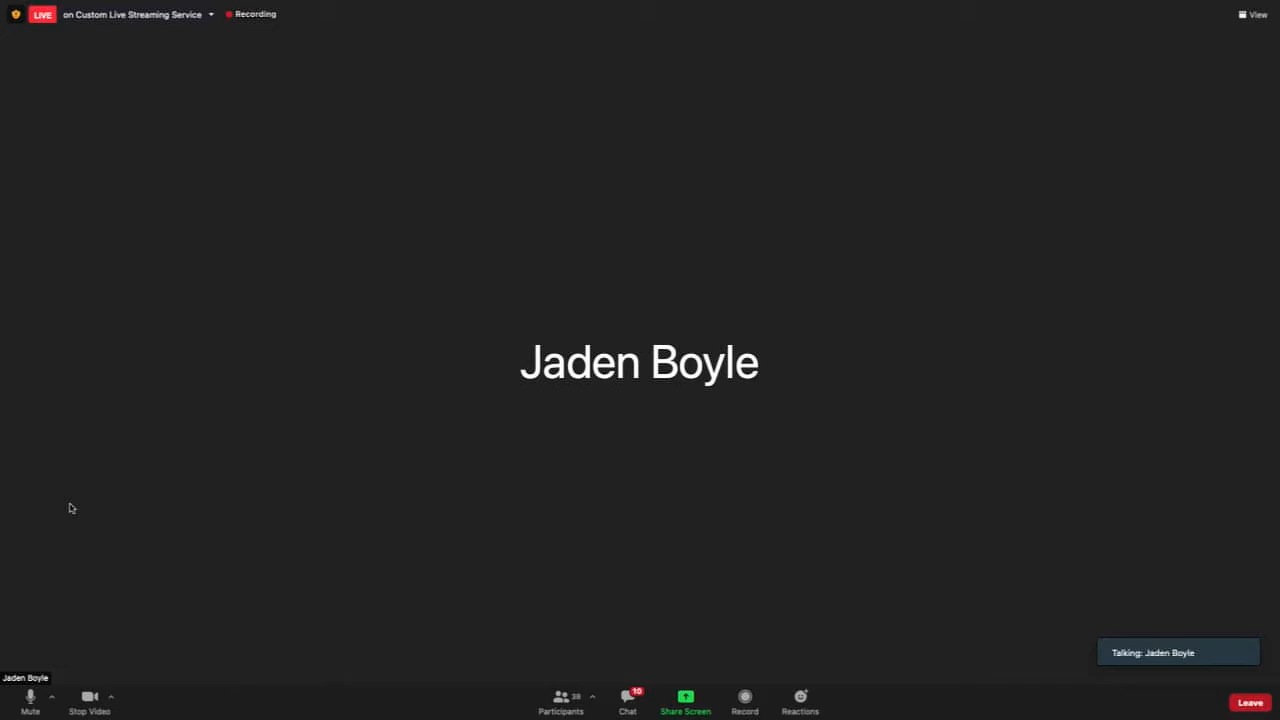 LIVE on Custom Live Streaming Service Recording View
Jaden Boyle
Talking: Jaden Boyle
Jaden Boyle
Mute Stop Video Participants 38 Chat 10 Share Screen Record Reactions Leave